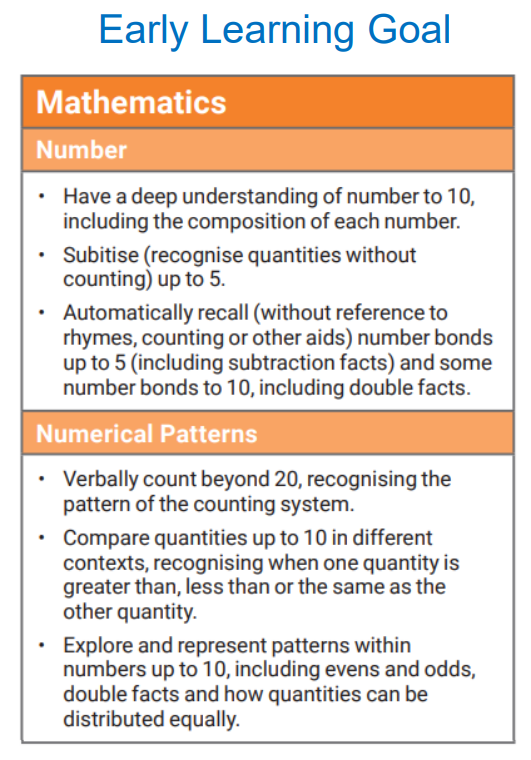 Early Learning Goal
Mathematics
Number
• Have a deep understanding of number to 10,
including the composition of each number.
• Subitise (recognise quantities without
counting) up to 5.
• Automatically recall (without reference to
rhymes, counting or other aids) number bonds
up to 5 (including subtraction facts) and some
number bonds to 10, including double facts.
Numerical Patterns
• Verbally count beyond 20, recognising the
pattern of the counting system.
• Compare quantities up to 10 in different
contexts, recognising when one quantity is
greater than, less than or the same as the
other quantity.
• Explore and represent patterns within
numbers up to 10, including evens and odds,
double facts and how quantities can be
distributed equally.